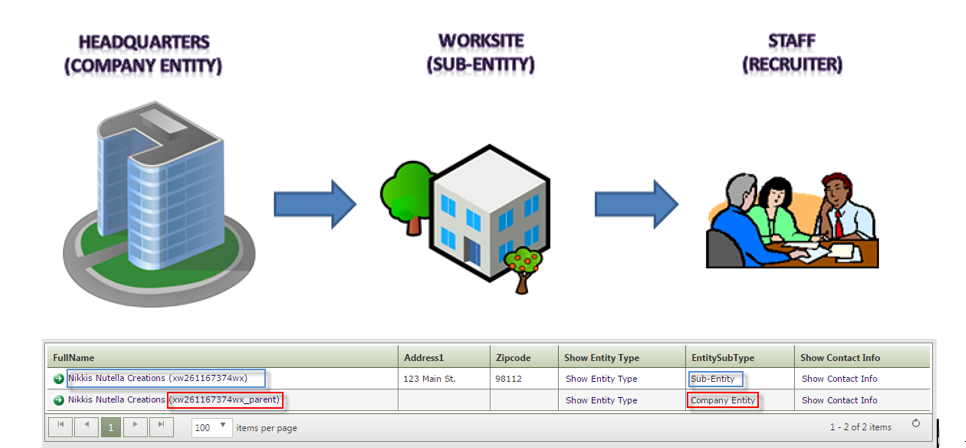 HEADQUARTERS
(COMPANY ENTITY)
WORKSITE
(SUB-ENTITY)
STAFF
(RECRUITER)
FullName Address1 Zipcode Show Entity Type EntitySubType Show Contact Info
Nikkis Nutella Creations (xw261167374wx) 123 Main St. 98112 Show Entity Type Sub-Entity Show Contact Info
Nikkis Nutella Creations (xw261167374wx_parent) Show Entity Type Company Entity Show Contact Info
1 100 items per page 1 - 2 of 2 items